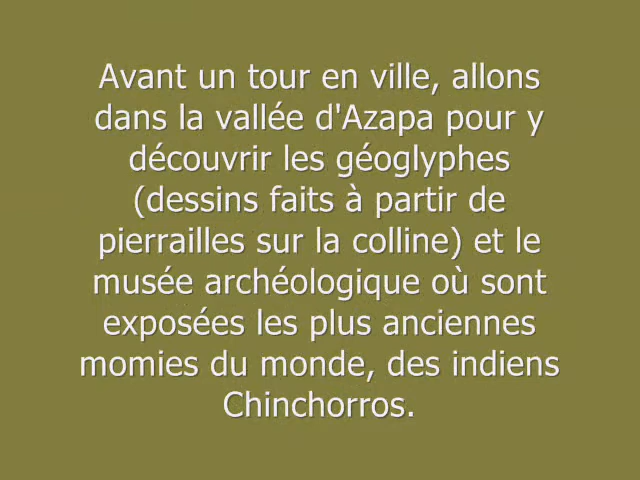 Avant un tour en ville, allons
dans la vallée d'Azapa pour y
découvrir les géoglyphes
(dessins faits à partir de
pierrailles sur la colline) et le
musée archéologique où sont
exposées les plus anciennes
momies du monde, des indiens
Chinchorros.